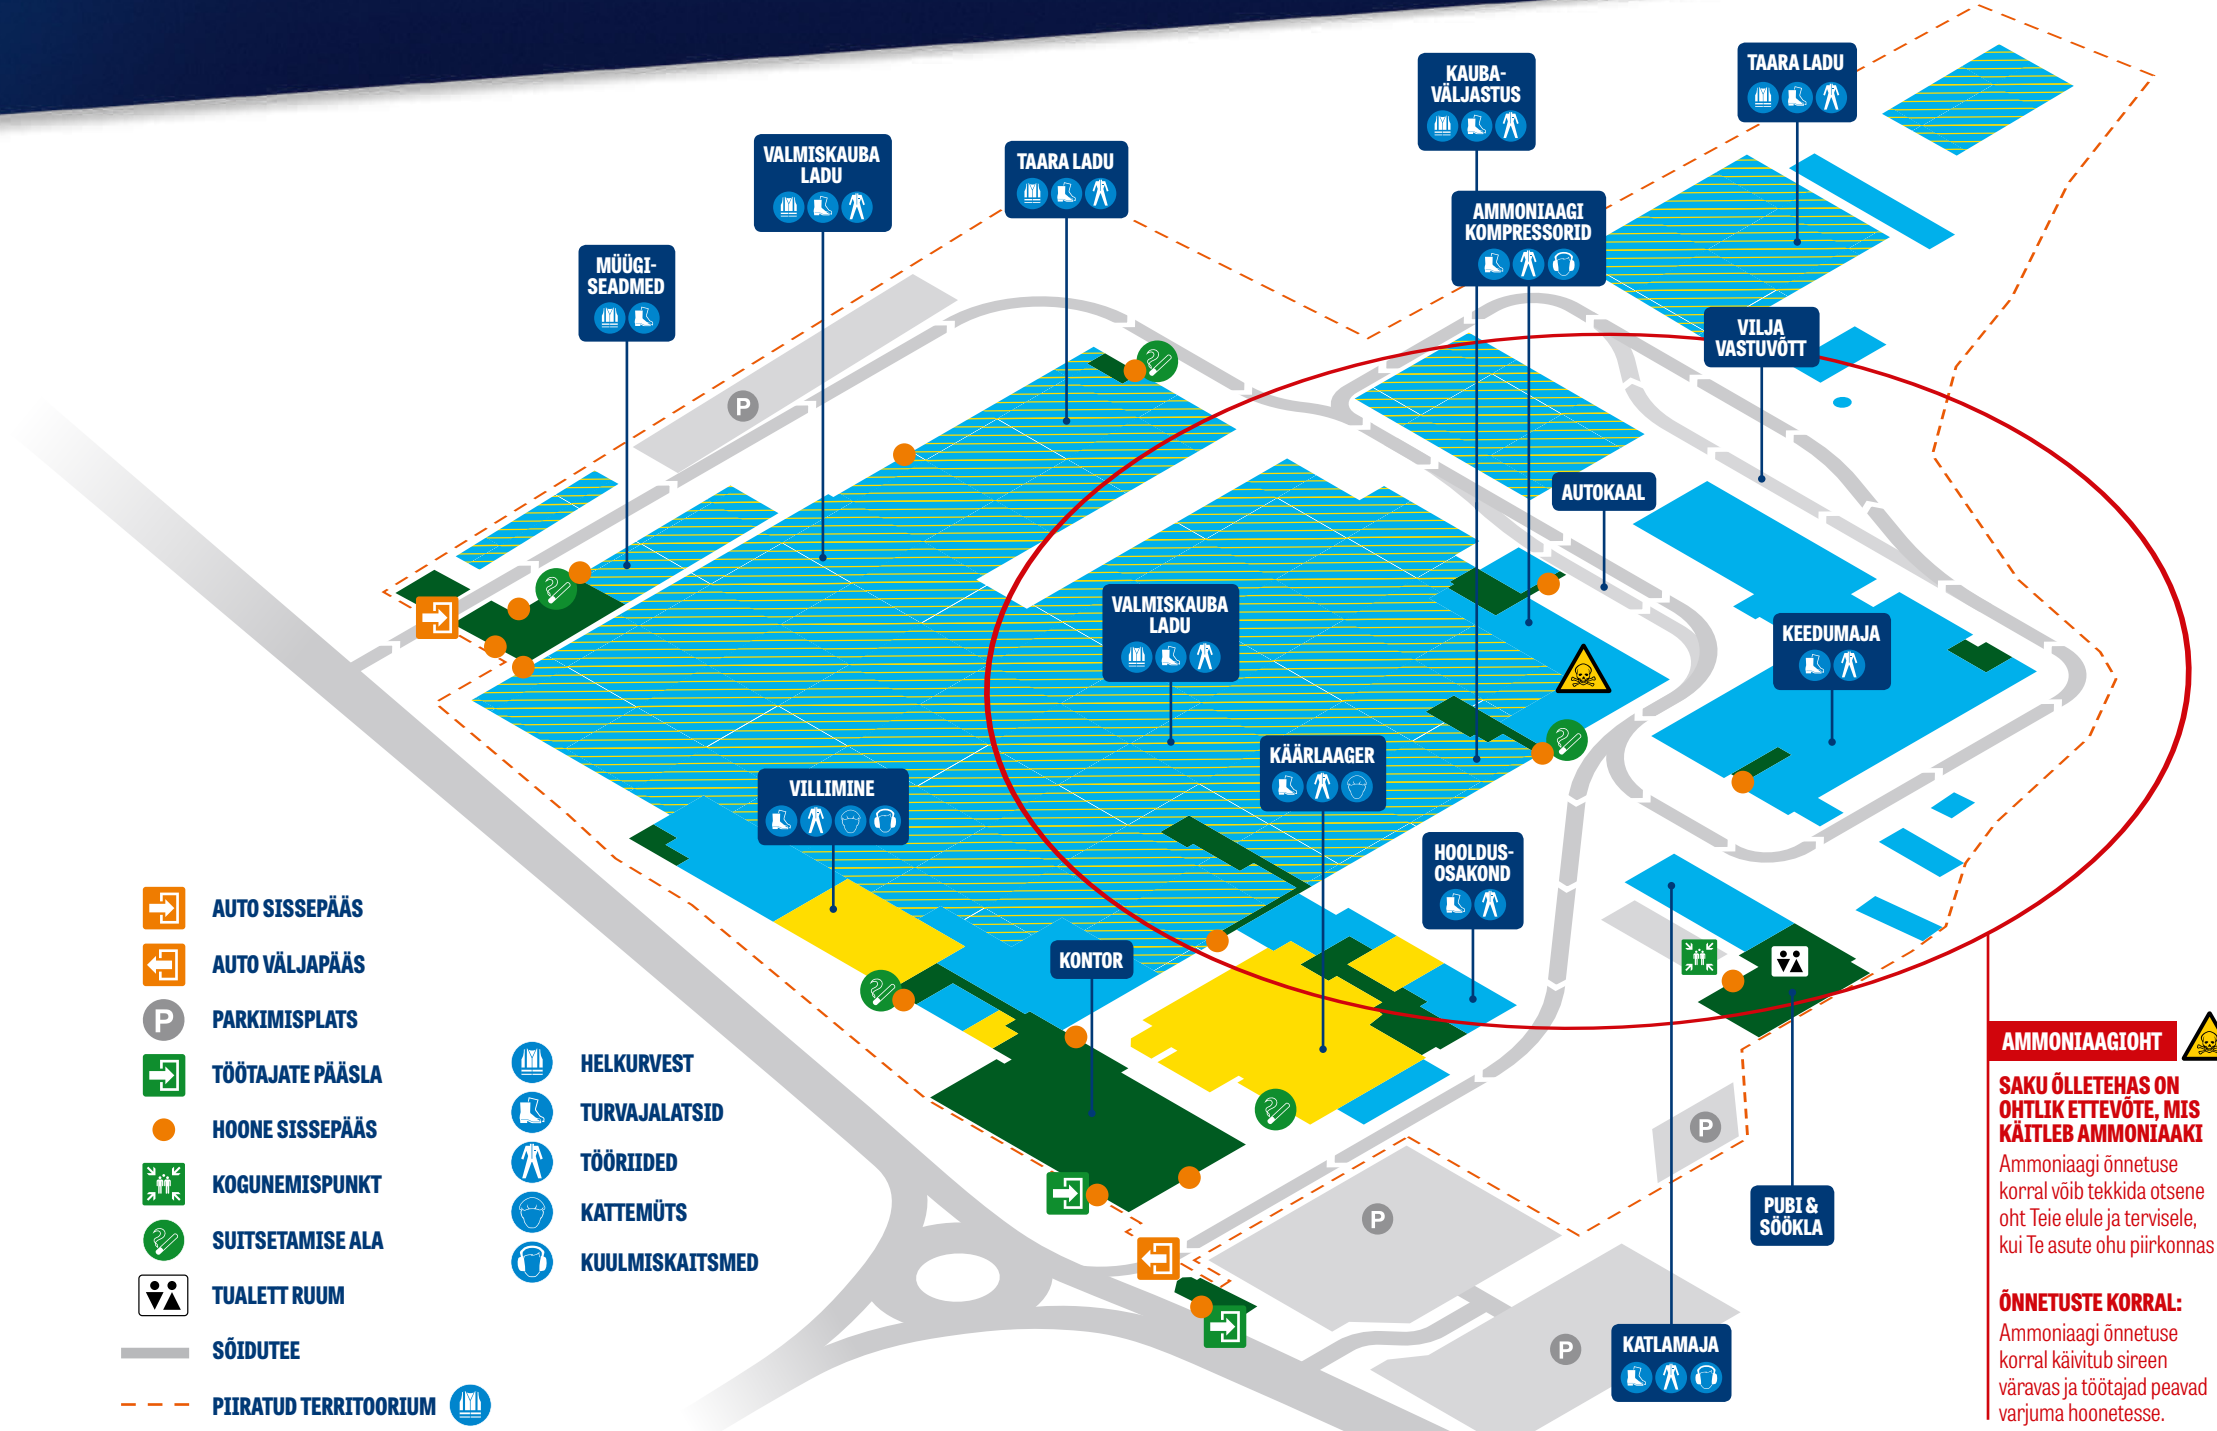 KAUBA-
VÄLJASTUS
TAARA LADU
VALMISKAUBA
LADU
TAARA LADU
AMMONIAAGI
KOMPRESSORID
MÜÜGI-
SEADMED
VILJA
VASTUVÕTT
P
AUTOKAAL
VALMISKAUBA
LADU
KEEDUMAJA
KÄÄRLAAGER
VILLIMINE
HOOLDUS-
OSAKOND
KONTOR
P
P
P
PUBI &
SÖÖKLA
KATLAMAJA
AUTO SISSEPÄÄS
AUTO VÄLJAPÄÄS
P PARKIMISPLATS
TÖÖTAJATE PÄÄSLA
HOONE SISSEPÄÄS
KOGUNEMISPUNKT
SUITSETAMISE ALA
TUALETT RUUM
SÕIDUTEE
PIIRATUD TERRITOORIUM
HELKURVEST
TURVAJALATSID
TÖÖRIIDED
KATTEMÜTS
KUULMISKAITSMED
AMMONIAAGIOHT
SAKU ÕLLETEHAS ON
OHTLIK ETTEVÕTE, MIS
KÄITLEB AMMONIAAKI
Ammoniaagi õnnetuse
korral võib tekkida otsene
oht Teie elule ja tervisele,
kui Te asute ohu piirkonnas
ÕNNETUSTE KORRAL:
Ammoniaagi õnnetuse
korral käivitub sireen
väravas ja töötajad peavad
varjuma hoonetesse.